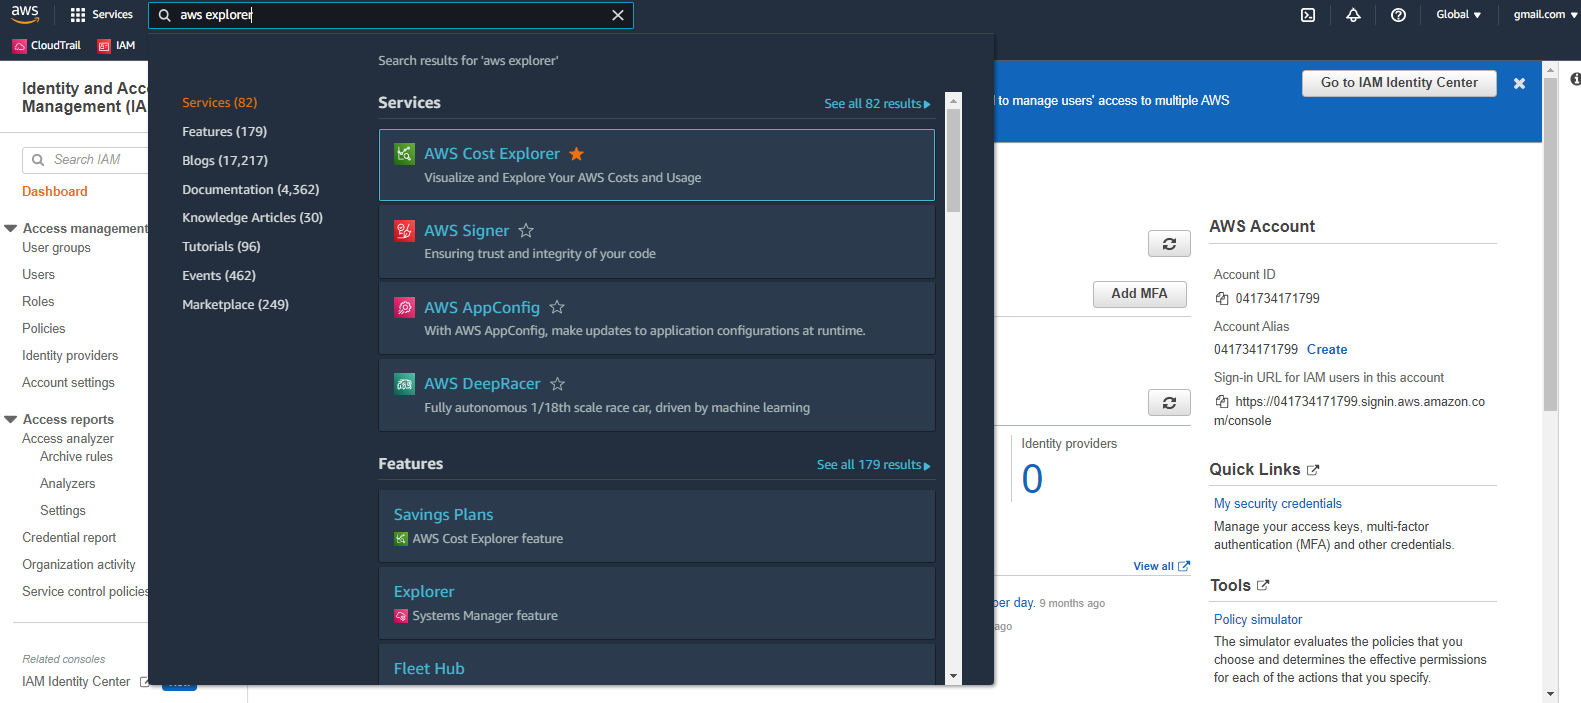 aws
Services
aws explorer
Global
gmail.com
CloudTrail
IAM
Identity and Acc
Management (IA
Search IAM
Dashboard
Access management
User groups
Users
Roles
Policies
Identity providers
Account settings
Access reports
Access analyzer
Archive rules
Analyzers
Settings
Credential report
Organization activity
Service control policies
Related consoles
IAM Identity Center
Search results for 'aws explorer'
Services (82)
Features (179)
Blogs (17,217)
Documentation (4,362)
Knowledge Articles (30)
Tutorials (96)
Events (462)
Marketplace (249)
Services
See all 82 results
AWS Cost Explorer
Visualize and Explore Your AWS Costs and Usage
AWS Signer
Ensuring trust and integrity of your code
AWS AppConfig
With AWS AppConfig, make updates to application configurations at runtime.
AWS DeepRacer
Fully autonomous 1/18th scale race car, driven by machine learning
Features
See all 179 results
Savings Plans
AWS Cost Explorer feature
Explorer
Systems Manager feature
Fleet Hub
to manage users' access to multiple AWS
Go to IAM Identity Center
Add MFA
Identity providers
0
View all
per day. 9 months ago
ago
AWS Account
Account ID
041734171799
Account Alias
041734171799 Create
Sign-in URL for IAM users in this account
https://041734171799.signin.aws.amazon.co
m/console
Quick Links
My security credentials
Manage your access keys, multi-factor
authentication (MFA) and other credentials.
Tools
Policy simulator
The simulator evaluates the policies that you
choose and determines the effective permissions
for each of the actions that you specify.